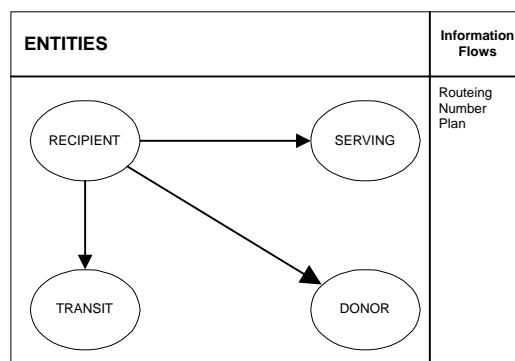 ENTITIES
Information
Flows
Routeing
Number
Plan
RECIPIENT
SERVING
TRANSIT
DONOR